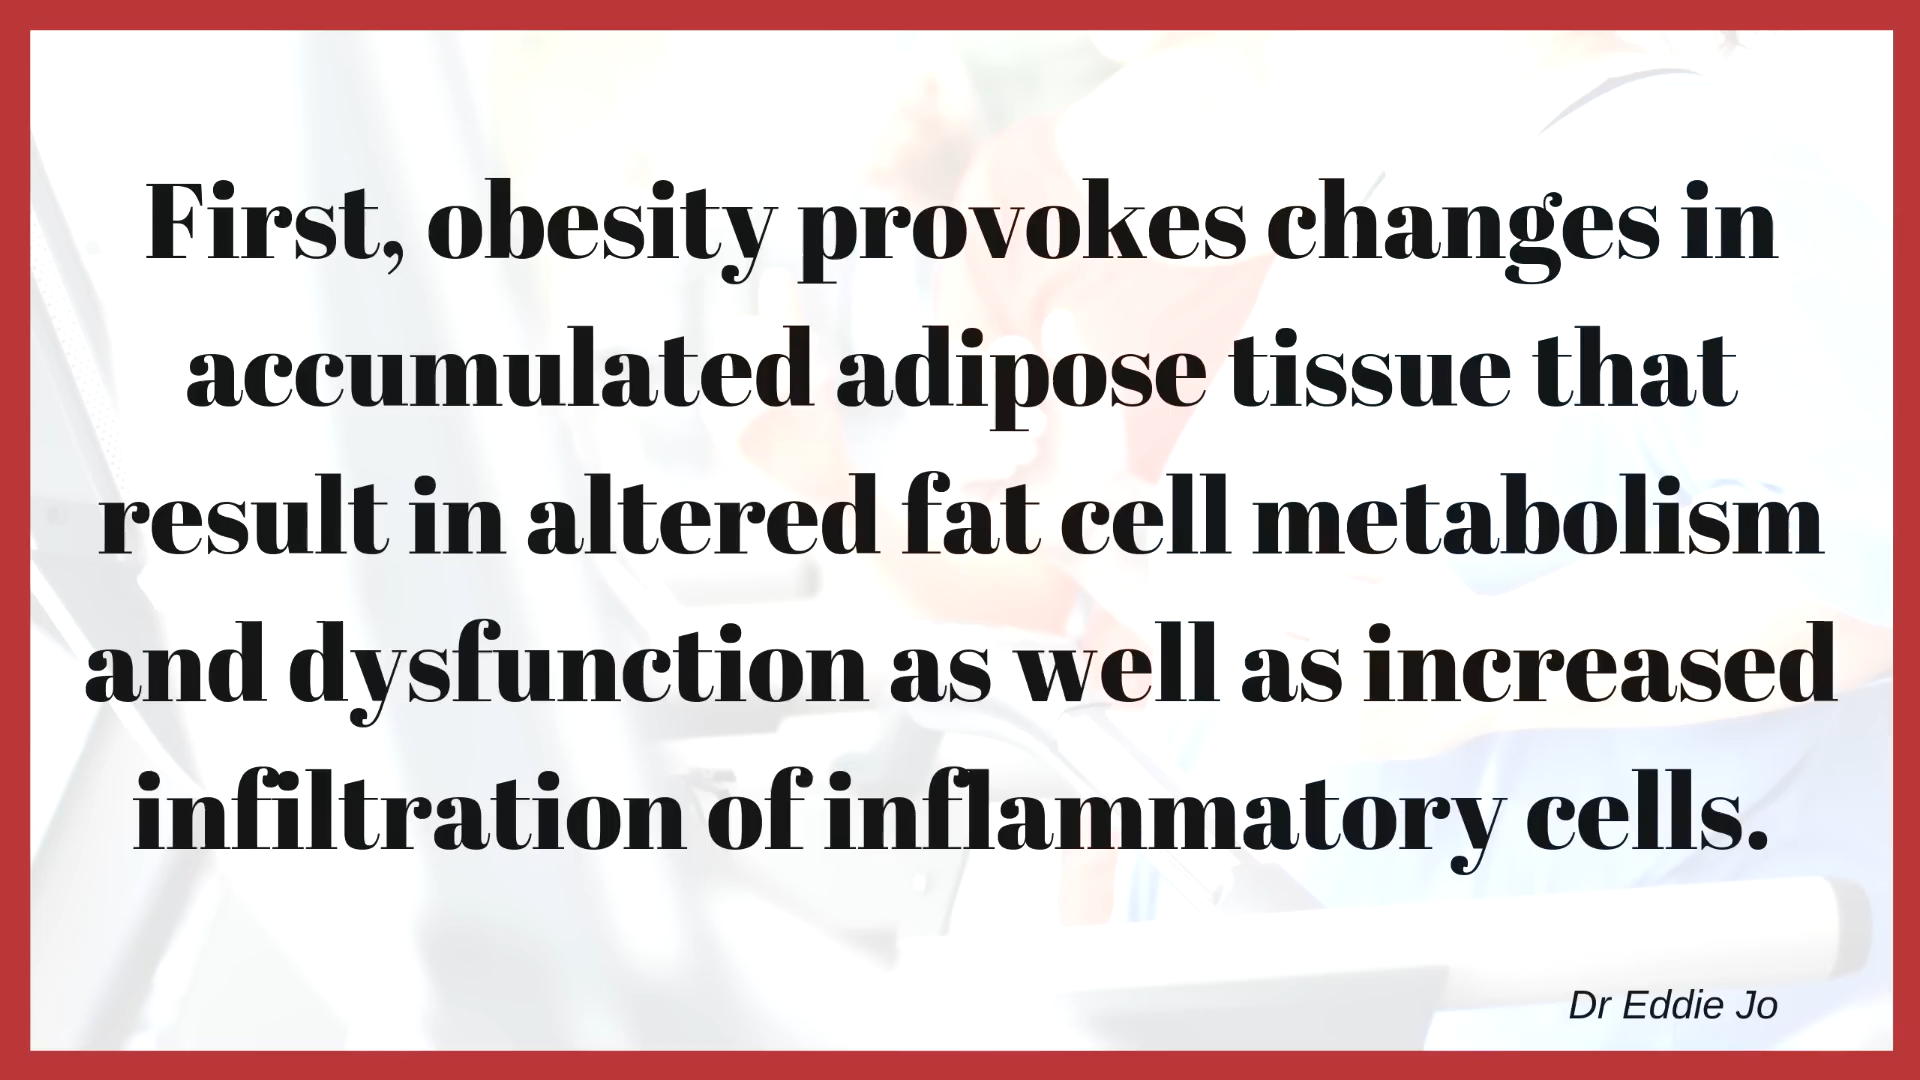 First, obesity provokes changes in
accumulated adipose tissue that
result in altered fat cell metabolism
and dysfunction as well as increased
infiltration of inflammatory cells.
Dr Eddie Jo